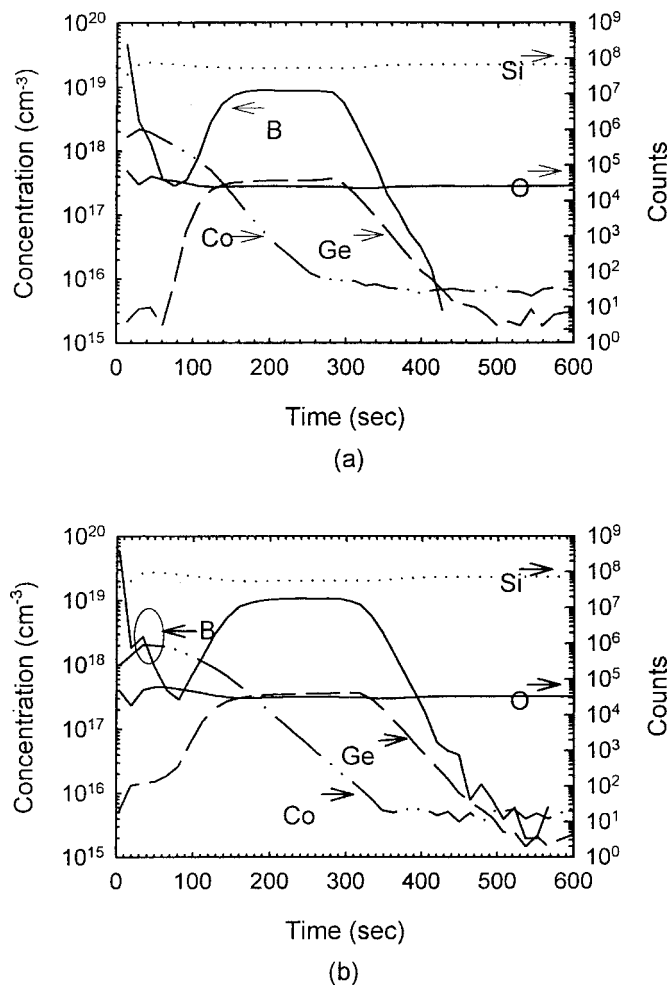 10^20 10^9
10^8
Si
10^19 10^7
B 10^6
10^18 10^5
O 10^4
10^17 Co Ge 10^3
10^16 10^2
10^1
10^15 10^0
Concentration (cm^-3)
Counts
0 100 200 300 400 500 600
Time (sec)
(a)
10^20 10^9
10^8
Si
10^19 10^7
B 10^6
10^18 10^5
O 10^4
10^17 Ge 10^3
10^16 10^2
Co 10^1
10^15 10^0
Concentration (cm^-3)
Counts
0 100 200 300 400 500 600
Time (sec)
(b)